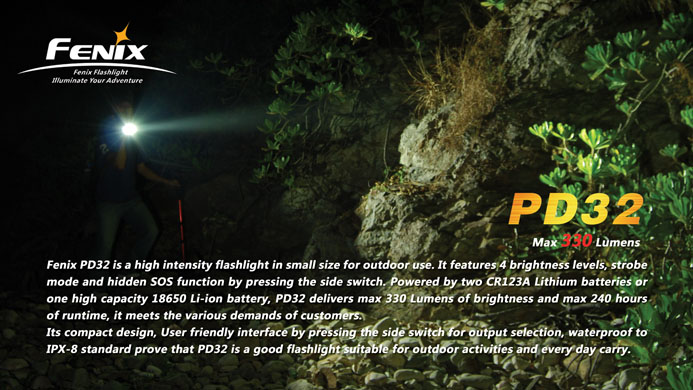 FENIX
Fenix Flashlight
Illuminate Your Adventure
PD32
Max 330 Lumens
Fenix PD32 is a high intensity flashlight in small size for outdoor use. It features 4 brightness levels, strobe
mode and hidden SOS function by pressing the side switch. Powered by two CR123A Lithium batteries or
one high capacity 18650 Li-ion battery, PD32 delivers max 330 Lumens of brightness and max 240 hours
of runtime, it meets the various demands of customers.
Its compact design, User friendly interface by pressing the side switch for output selection, waterproof to
IPX-8 standard prove that PD32 is a good flashlight suitable for outdoor activities and every day carry.